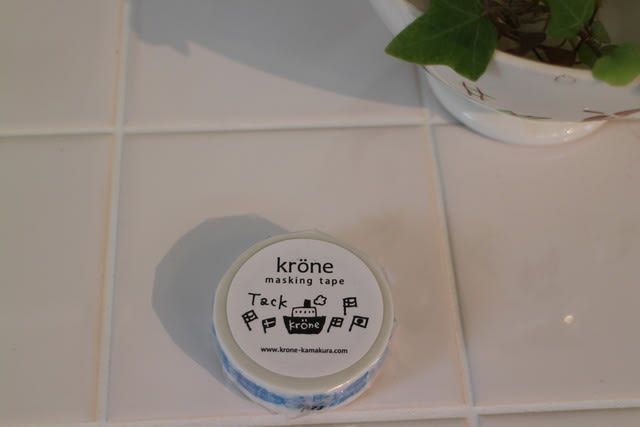 kröne
masking tape
Tack
kröne
www.krone-kamakura.com